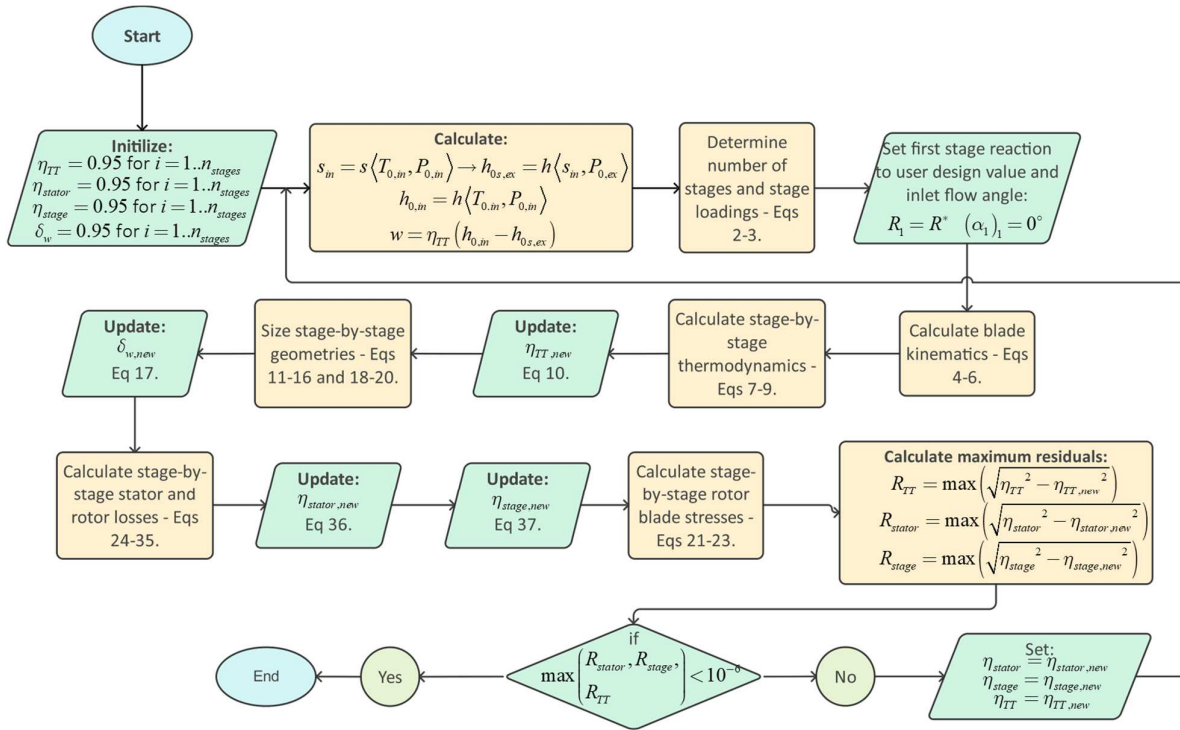 Start
Initilize:
η_TT = 0.95 for i = 1..n_stages
η_stator = 0.95 for i = 1..n_stages
η_stage = 0.95 for i = 1..n_stages
δ_w = 0.95 for i = 1..n_stages
Calculate:
s_in = s⟨T_0,in, P_0,in⟩ → h_0s,ex = h⟨s_in, P_0,ex⟩
h_0,in = h⟨T_0,in, P_0,in⟩
w = η_TT (h_0,in − h_0s,ex)
Determine
number of
stages and stage
loadings - Eqs
2-3.
Set first stage reaction
to user design value and
inlet flow angle:
R_1 = R* (α_1)_1 = 0°
Calculate blade
kinematics - Eqs
4-6.
Calculate stage-by-
stage
thermodynamics -
Eqs 7-9.
Update:
η_TT,new
Eq 10.
Size stage-by-stage
geometries - Eqs
11-16 and 18-20.
Update:
δ_w,new
Eq 17.
Calculate stage-by-
stage stator and
rotor losses - Eqs
24-35.
Update:
η_stator,new
Eq 36.
Update:
η_stage,new
Eq 37.
Calculate stage-
by-stage rotor
blade stresses -
Eqs 21-23.
Calculate maximum residuals:
R_TT = max(√(η_TT² − η_TT,new²))
R_stator = max(√(η_stator² − η_stator,new²))
R_stage = max(√(η_stage² − η_stage,new²))
if
max(R_stator, R_stage, R_TT) < 10⁻⁶
Yes
End
No
Set:
η_stator = η_stator,new
η_stage = η_stage,new
η_TT = η_TT,new